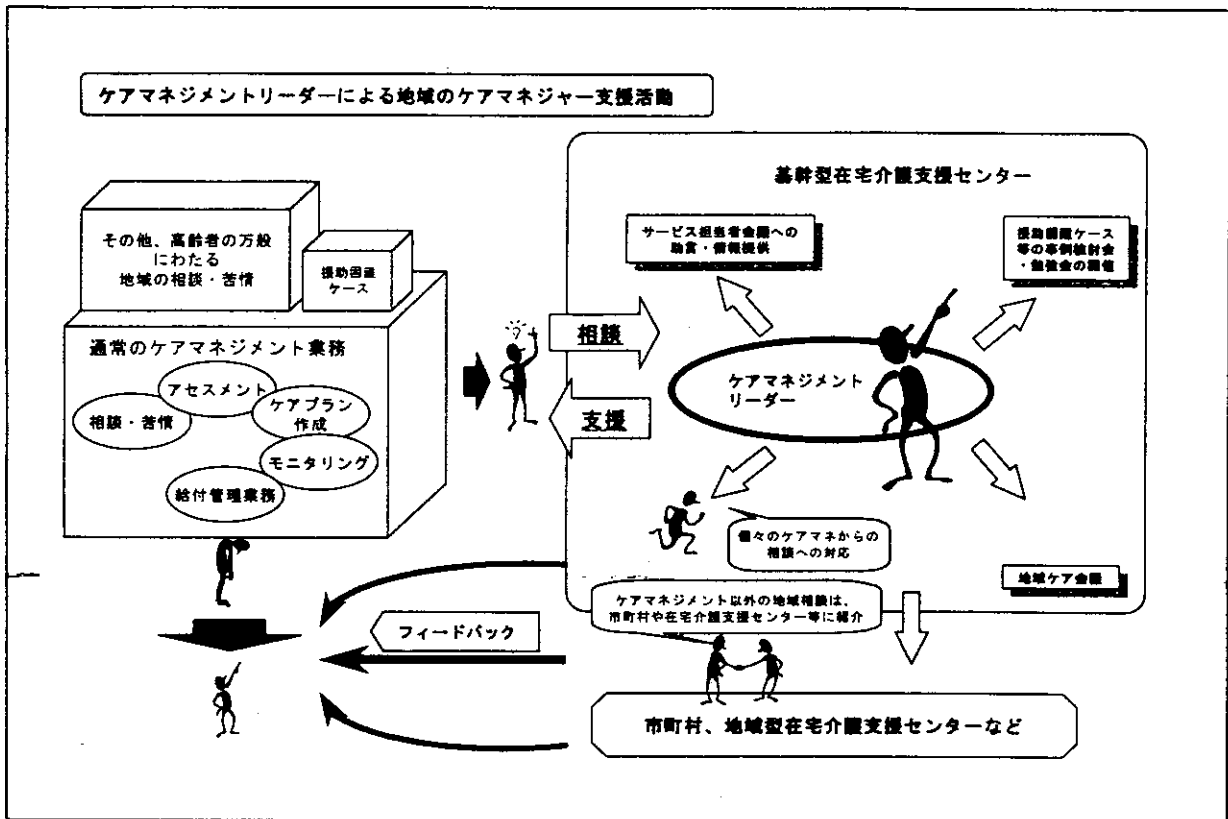 ケアマネジメントリーダーによる地域のケアマネジャー支援活動
その他、高齢者の万般
にわたる
地域の相談・苦情
援助困難
ケース
通常のケアマネジメント業務
アセスメント
相談・苦情
ケアプラン
作成
モニタリング
給付管理業務
相談
支援
基幹型在宅介護支援センター
サービス担当者会議への
助言・情報提供
援助困難ケース
等の事例検討会
・勉強会の開催
ケアマネジメント
リーダー
個々のケアマネからの
相談への対応
地域ケア会議
ケアマネジメント以外の地域相談は、
市町村や在宅介護支援センター等に紹介
フィードバック
市町村、地域型在宅介護支援センターなど